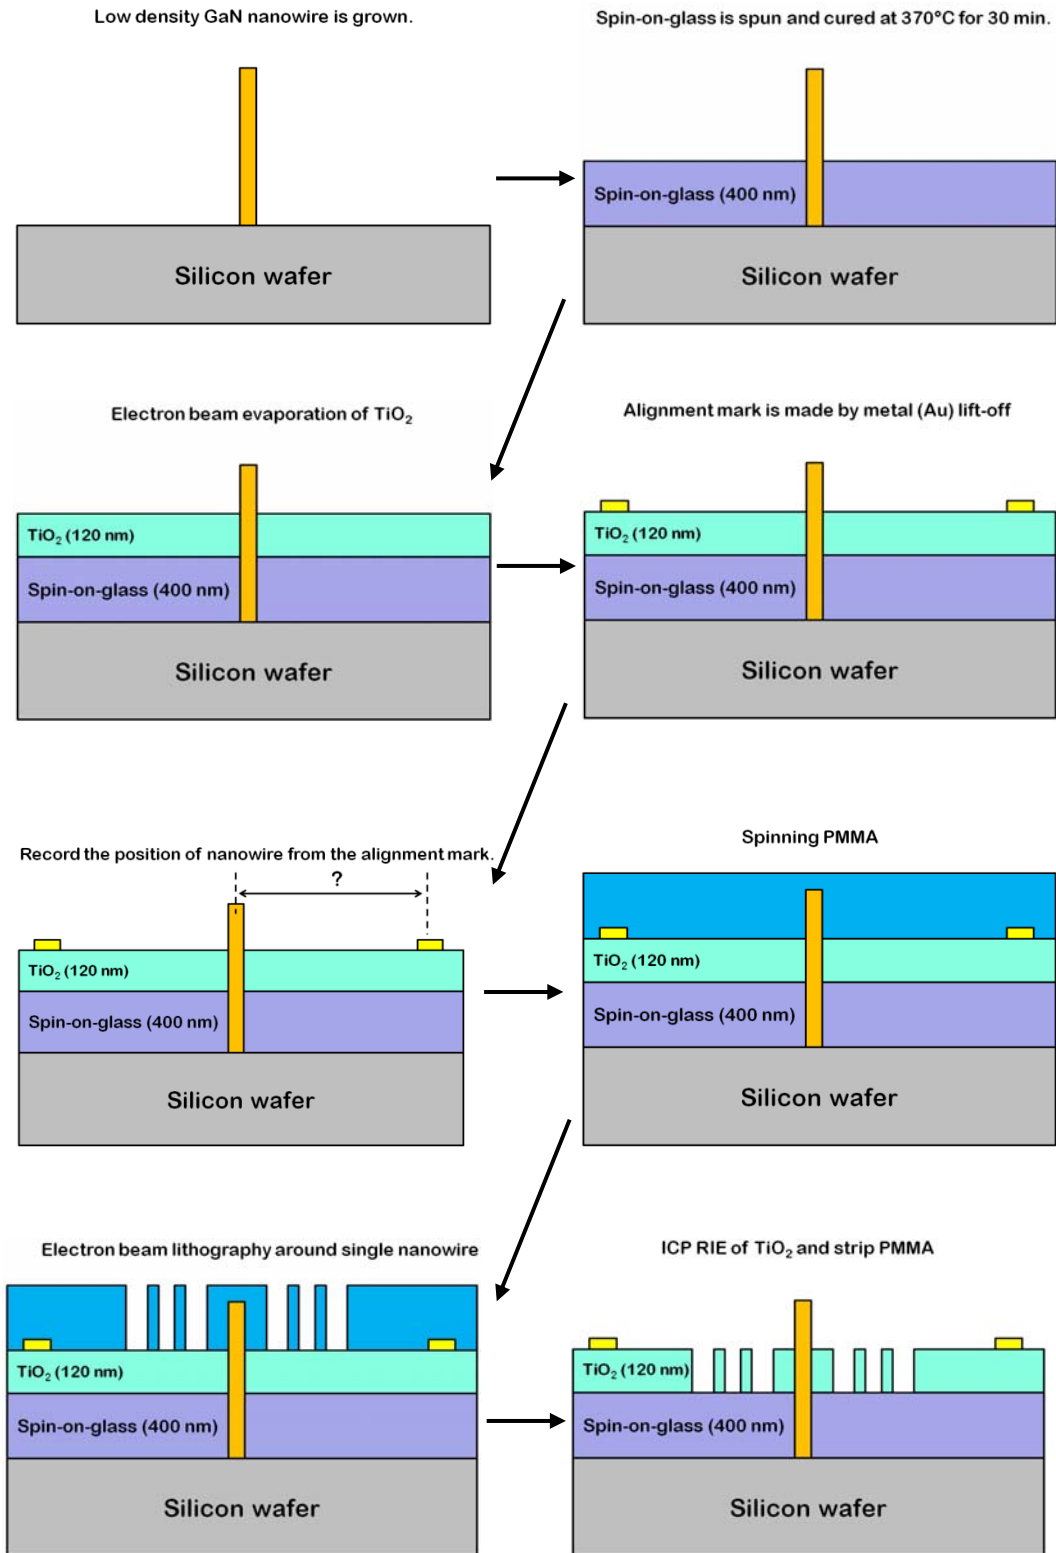 Low density GaN nanowire is grown.
Silicon wafer
Spin-on-glass is spun and cured at 370°C for 30 min.
Spin-on-glass (400 nm)
Silicon wafer
Electron beam evaporation of TiO₂
TiO₂ (120 nm)
Spin-on-glass (400 nm)
Silicon wafer
Alignment mark is made by metal (Au) lift-off
TiO₂ (120 nm)
Spin-on-glass (400 nm)
Silicon wafer
Record the position of nanowire from the alignment mark.
?
TiO₂ (120 nm)
Spin-on-glass (400 nm)
Silicon wafer
Spinning PMMA
TiO₂ (120 nm)
Spin-on-glass (400 nm)
Silicon wafer
Electron beam lithography around single nanowire
TiO₂ (120 nm)
Spin-on-glass (400 nm)
Silicon wafer
ICP RIE of TiO₂ and strip PMMA
TiO₂ (120 nm)
Spin-on-glass (400 nm)
Silicon wafer